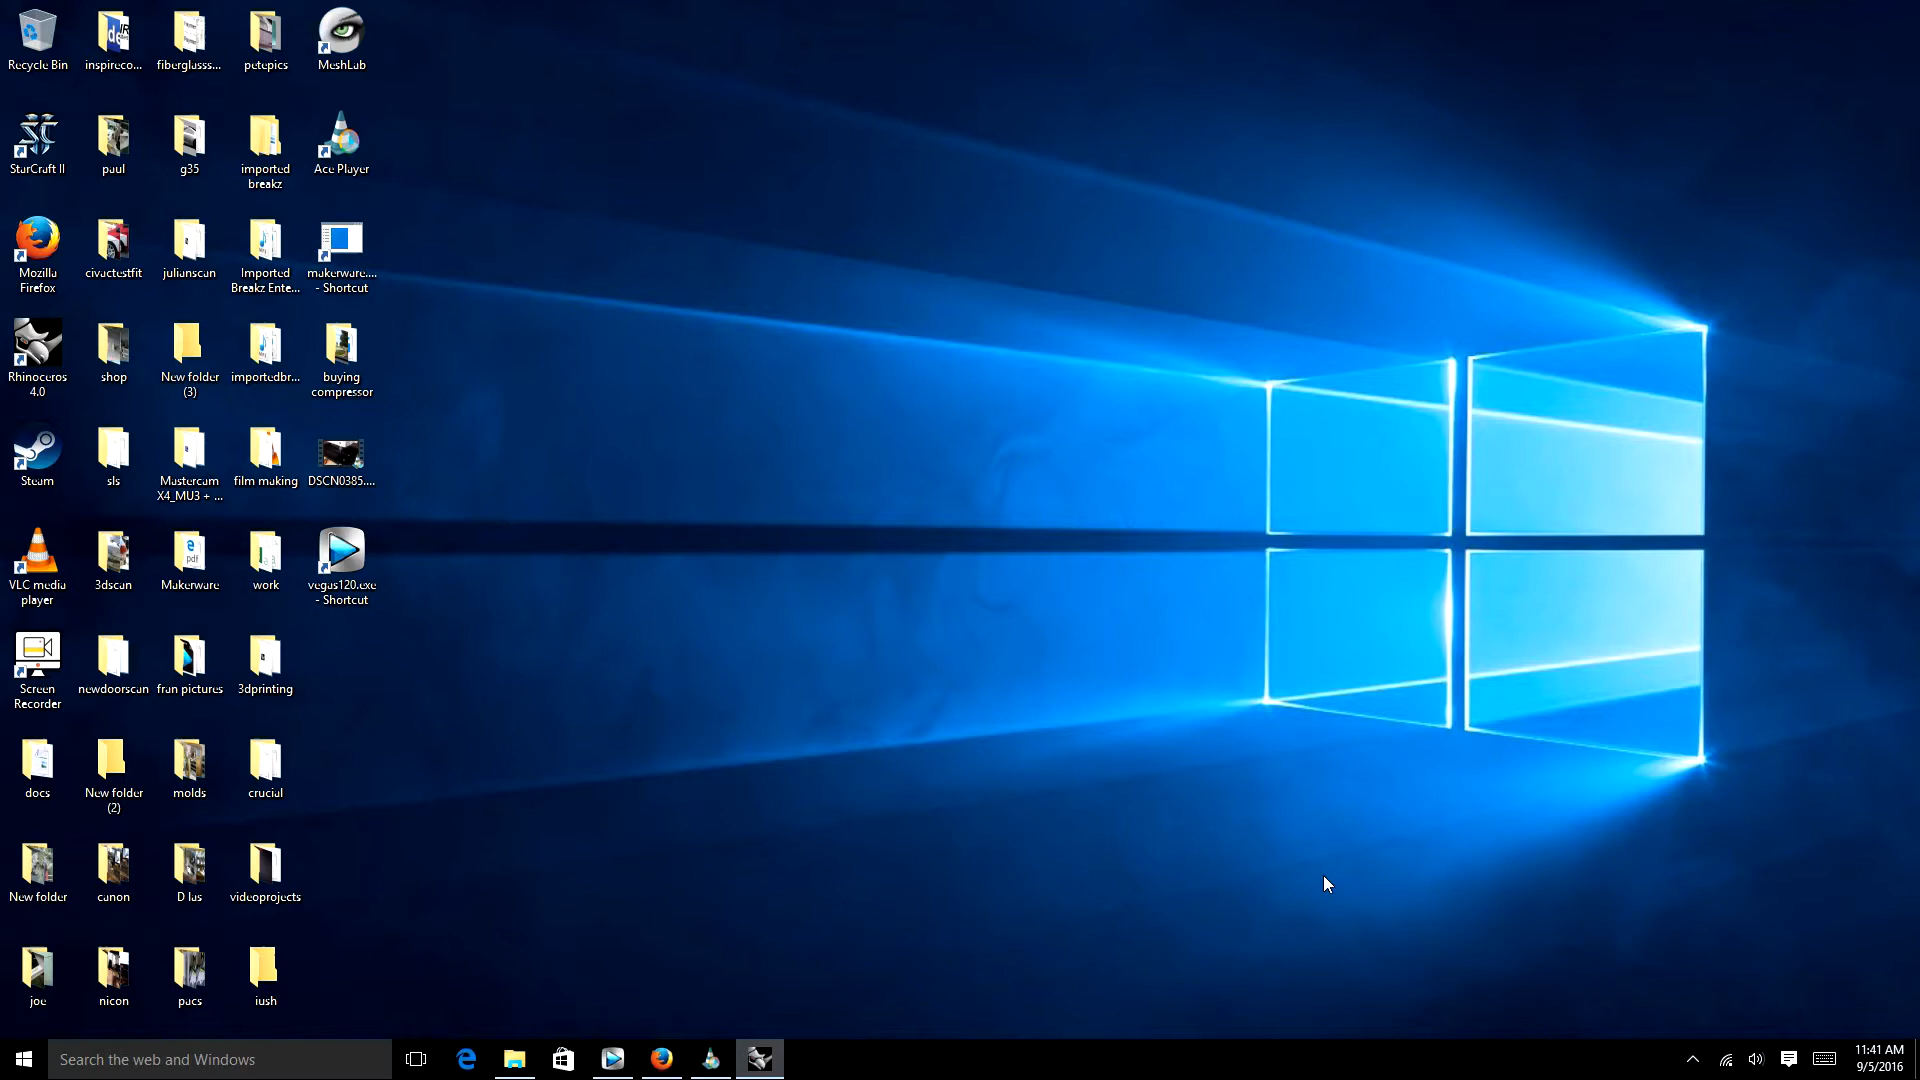 Recycle Bin
inspireco...
fiberglasss...
petepics
MeshLab
StarCraft II
paul
g35
imported
breakz
Ace Player
Mozilla
Firefox
civactestfit
julianscan
Imported
Breakz Ente...
makerware....
- Shortcut
Rhinoceros
4.0
shop
New folder
(3)
importedbr...
buying
compressor
Steam
sls
Mastercam
X4_MU3 + ...
film making
DSCN0385....
VLC media
player
3dscan
pdf
Makerware
work
vegas120.exe
- Shortcut
Screen
Recorder
newdoorscan
fran pictures
3dprinting
docs
New folder
(2)
molds
crucial
New folder
canon
D las
videoprojects
joe
nicon
pacs
iush
Search the web and Windows
11:41 AM
9/5/2016